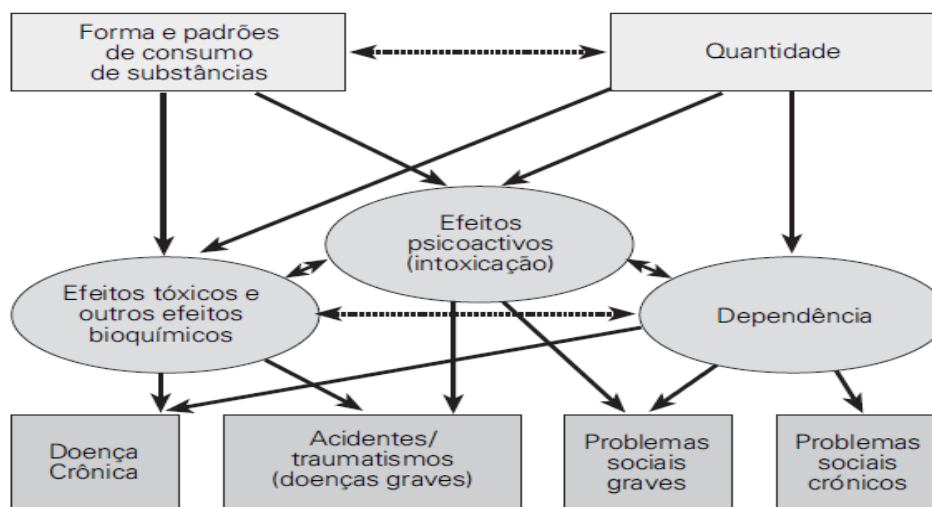 Forma e padrões
de consumo
de substâncias
Quantidade
Efeitos
psicoactivos
(intoxicação)
Efeitos tóxicos e
outros efeitos
bioquímicos
Dependência
Doença
Crônica
Acidentes/
traumatismos
(doenças graves)
Problemas
sociais
graves
Problemas
sociais
crónicos